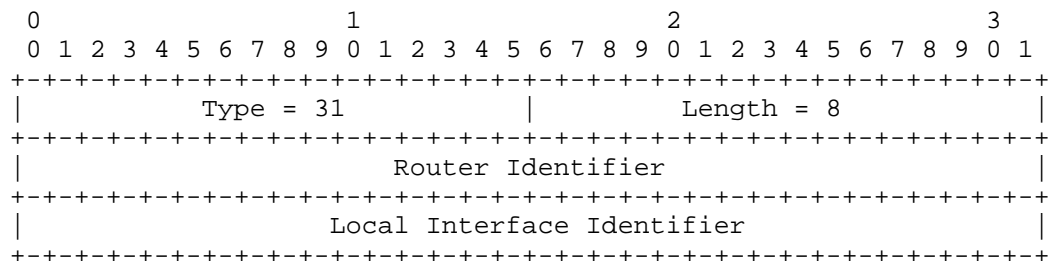 0                   1                   2                   3
 0 1 2 3 4 5 6 7 8 9 0 1 2 3 4 5 6 7 8 9 0 1 2 3 4 5 6 7 8 9 0 1
+-+-+-+-+-+-+-+-+-+-+-+-+-+-+-+-+-+-+-+-+-+-+-+-+-+-+-+-+-+-+-+-+
|           Type = 31           |         Length = 8            |
+-+-+-+-+-+-+-+-+-+-+-+-+-+-+-+-+-+-+-+-+-+-+-+-+-+-+-+-+-+-+-+-+
|                       Router Identifier                       |
+-+-+-+-+-+-+-+-+-+-+-+-+-+-+-+-+-+-+-+-+-+-+-+-+-+-+-+-+-+-+-+-+
|                   Local Interface Identifier                  |
+-+-+-+-+-+-+-+-+-+-+-+-+-+-+-+-+-+-+-+-+-+-+-+-+-+-+-+-+-+-+-+-+